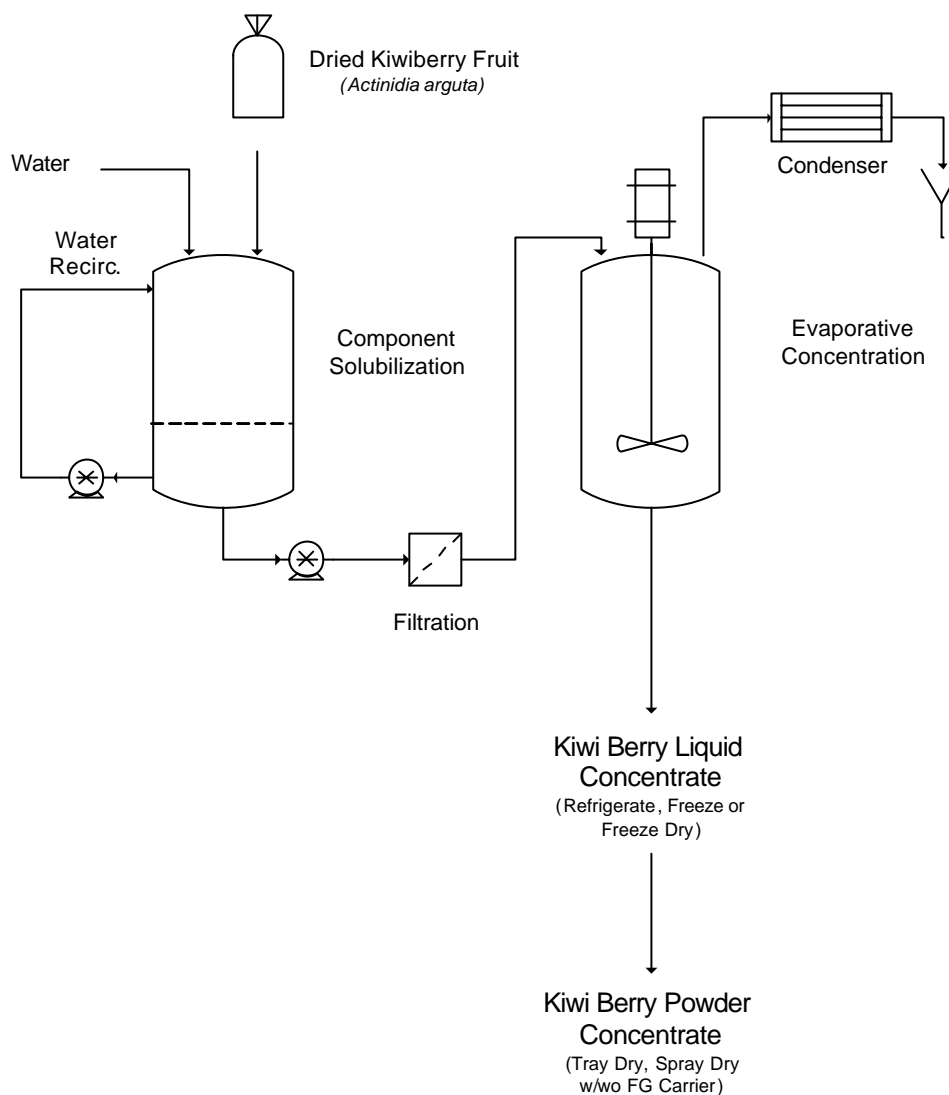 Dried Kiwiberry Fruit
(Actinidia arguta)
Water
Condenser
Water
Recirc.
Component
Solubilization
Evaporative
Concentration
Filtration
Kiwi Berry Liquid
Concentrate
(Refrigerate, Freeze or
Freeze Dry)
Kiwi Berry Powder
Concentrate
(Tray Dry, Spray Dry
w/wo FG Carrier)